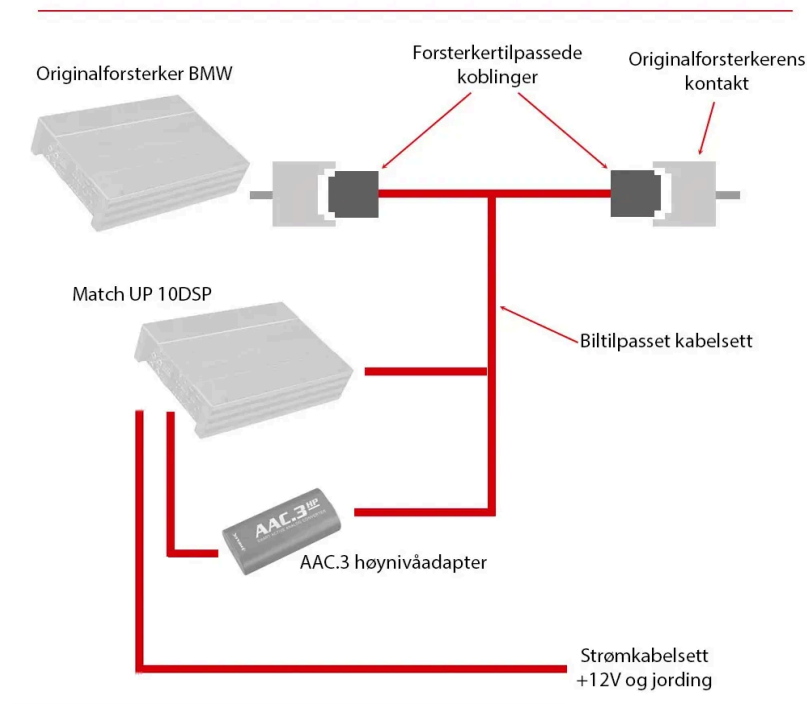 Originalforsterker BMW
Forsterkertilpassede
koblinger
Originalforsterkerens
kontakt
Match UP 10DSP
Biltilpasset kabelsett
AAC.3 HP
AAC.3 høynivåadapter
Strømkabelsett
+12V og jording